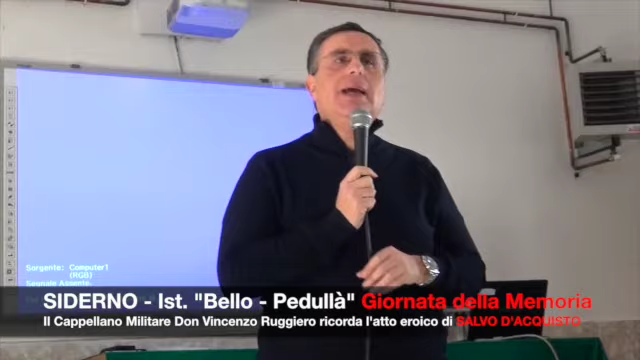 Sorgente: Computer1
(RGB)
Segnale Assente.
SIDERNO - Ist. "Bello - Pedullà" Giornata della Memoria
Il Cappellano Militare Don Vincenzo Ruggiero ricorda l'atto eroico di SALVO D'ACQUISTO